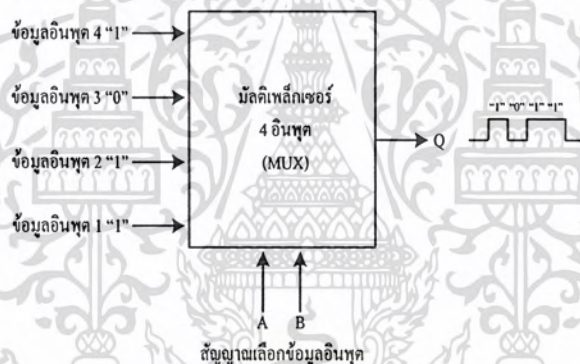 ข้อมูลอินพุต 4 “1”
ข้อมูลอินพุต 3 “0”
ข้อมูลอินพุต 2 “1”
ข้อมูลอินพุต 1 “1”
มัลติเพล็กเซอร์
4 อินพุต
(MUX)
Q
“1” “0” “1” “1”
A B
สัญญาณเลือกข้อมูลอินพุต